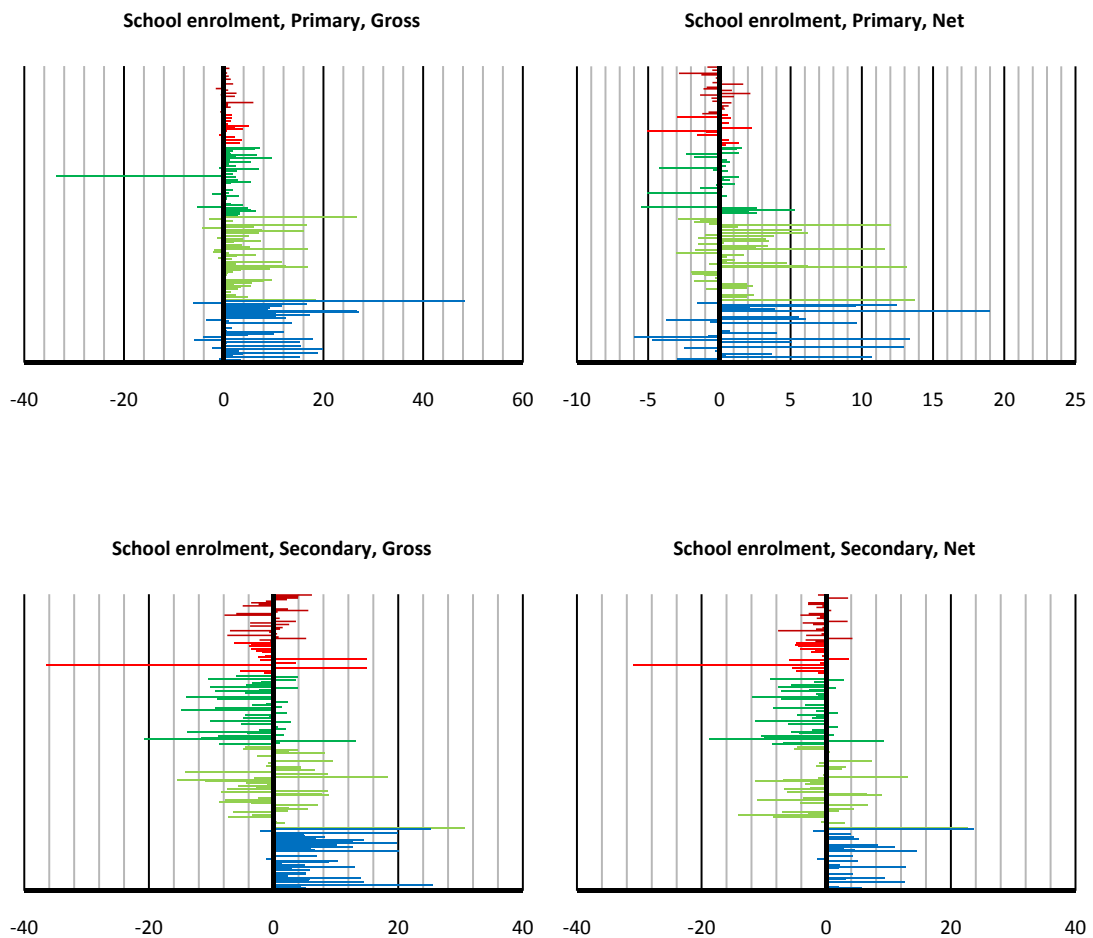 School enrolment, Primary, Gross
School enrolment, Primary, Net
-40 -20 0 20 40 60
-10 -5 0 5 10 15 20 25
School enrolment, Secondary, Gross
School enrolment, Secondary, Net
-40 -20 0 20 40
-40 -20 0 20 40